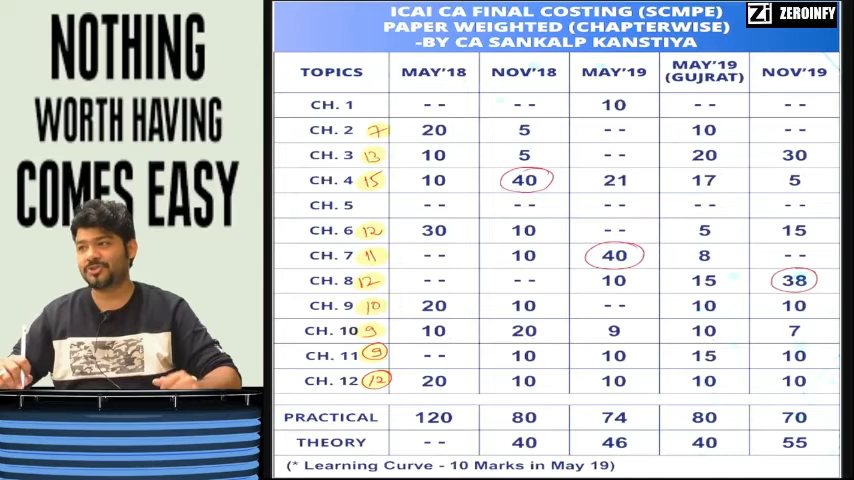 NOTHING
WORTH HAVING
COMES EASY
ICAI CA FINAL COSTING (SCMPE)
PAPER WEIGHTED (CHAPTERWISE)
-BY CA SANKALP KANSTIYA
Zi ZEROINFY
TOPICS MAY'18 NOV'18 MAY'19 MAY'19 (GUJRAT) NOV'19
CH. 1 -- -- 10 -- --
CH. 2 7 20 5 -- 10 --
CH. 3 13 10 5 -- 20 30
CH. 4 15 10 40 21 17 5
CH. 5 -- -- -- -- --
CH. 6 12 30 10 -- 5 15
CH. 7 11 -- 10 40 8 --
CH. 8 12 -- -- 10 15 38
CH. 9 10 20 10 -- 10 10
CH. 10 9 10 20 9 10 7
CH. 11 9 -- 10 10 15 10
CH. 12 12 20 10 10 10 10
PRACTICAL 120 80 74 80 70
THEORY -- 40 46 40 55
(* Learning Curve - 10 Marks in May 19)